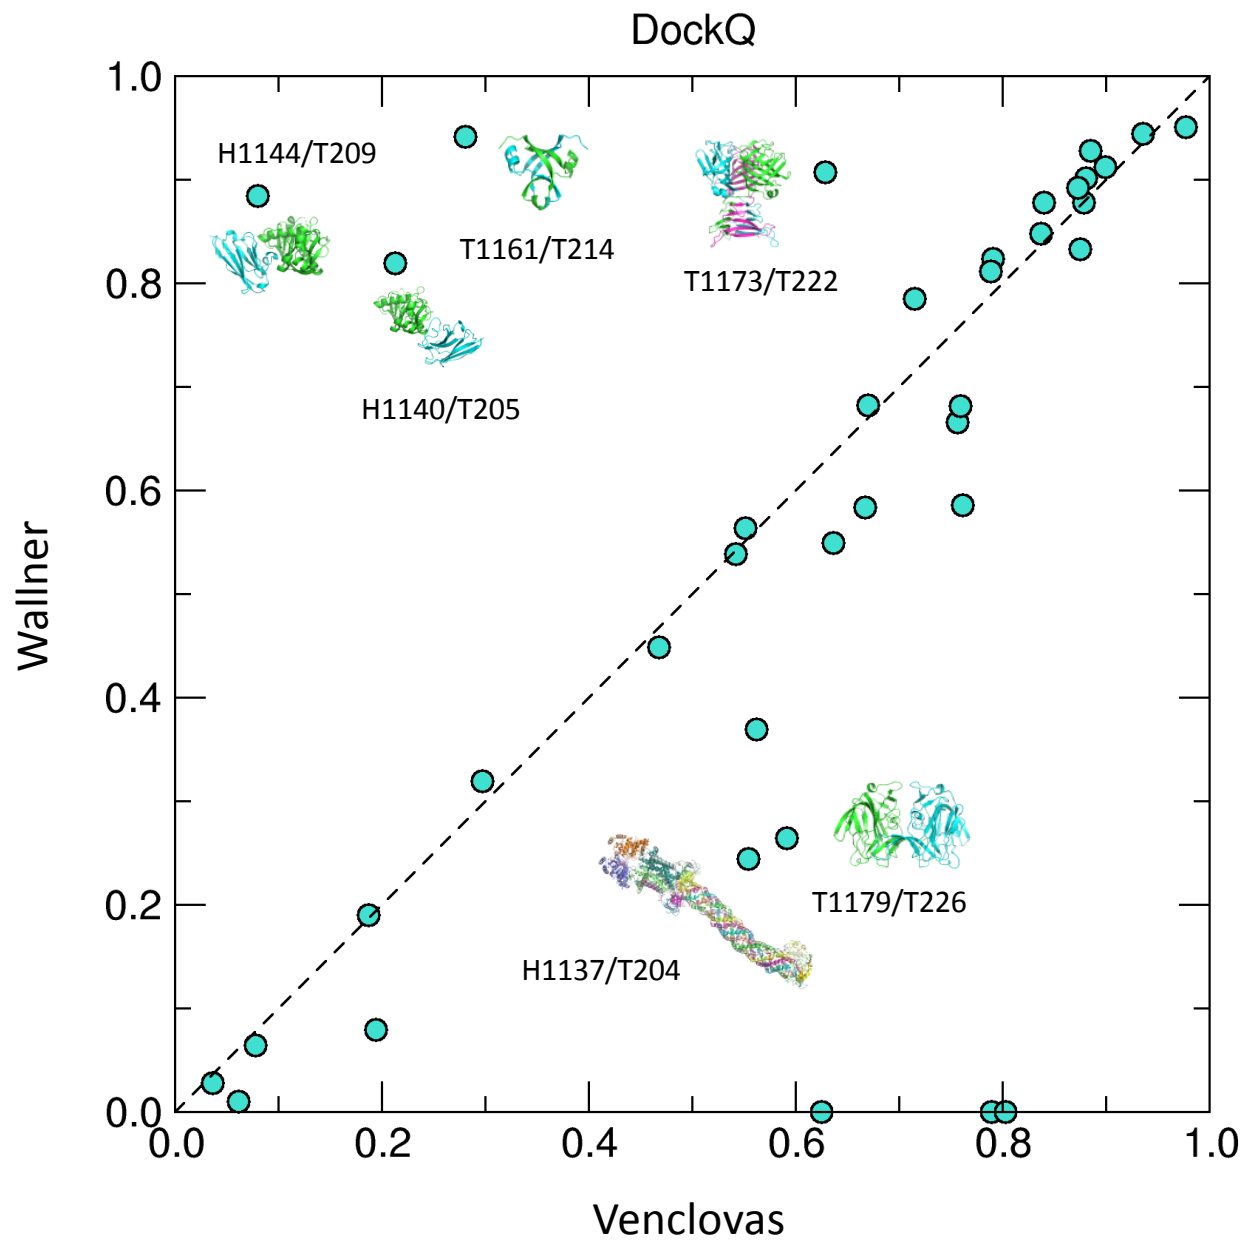 DockQ
1.0
H1144/T209
T1161/T214
T1173/T222
0.8
H1140/T205
0.6
Wallner
0.4
T1179/T226
0.2
H1137/T204
0.0
0.0 0.2 0.4 0.6 0.8 1.0
Venclovas